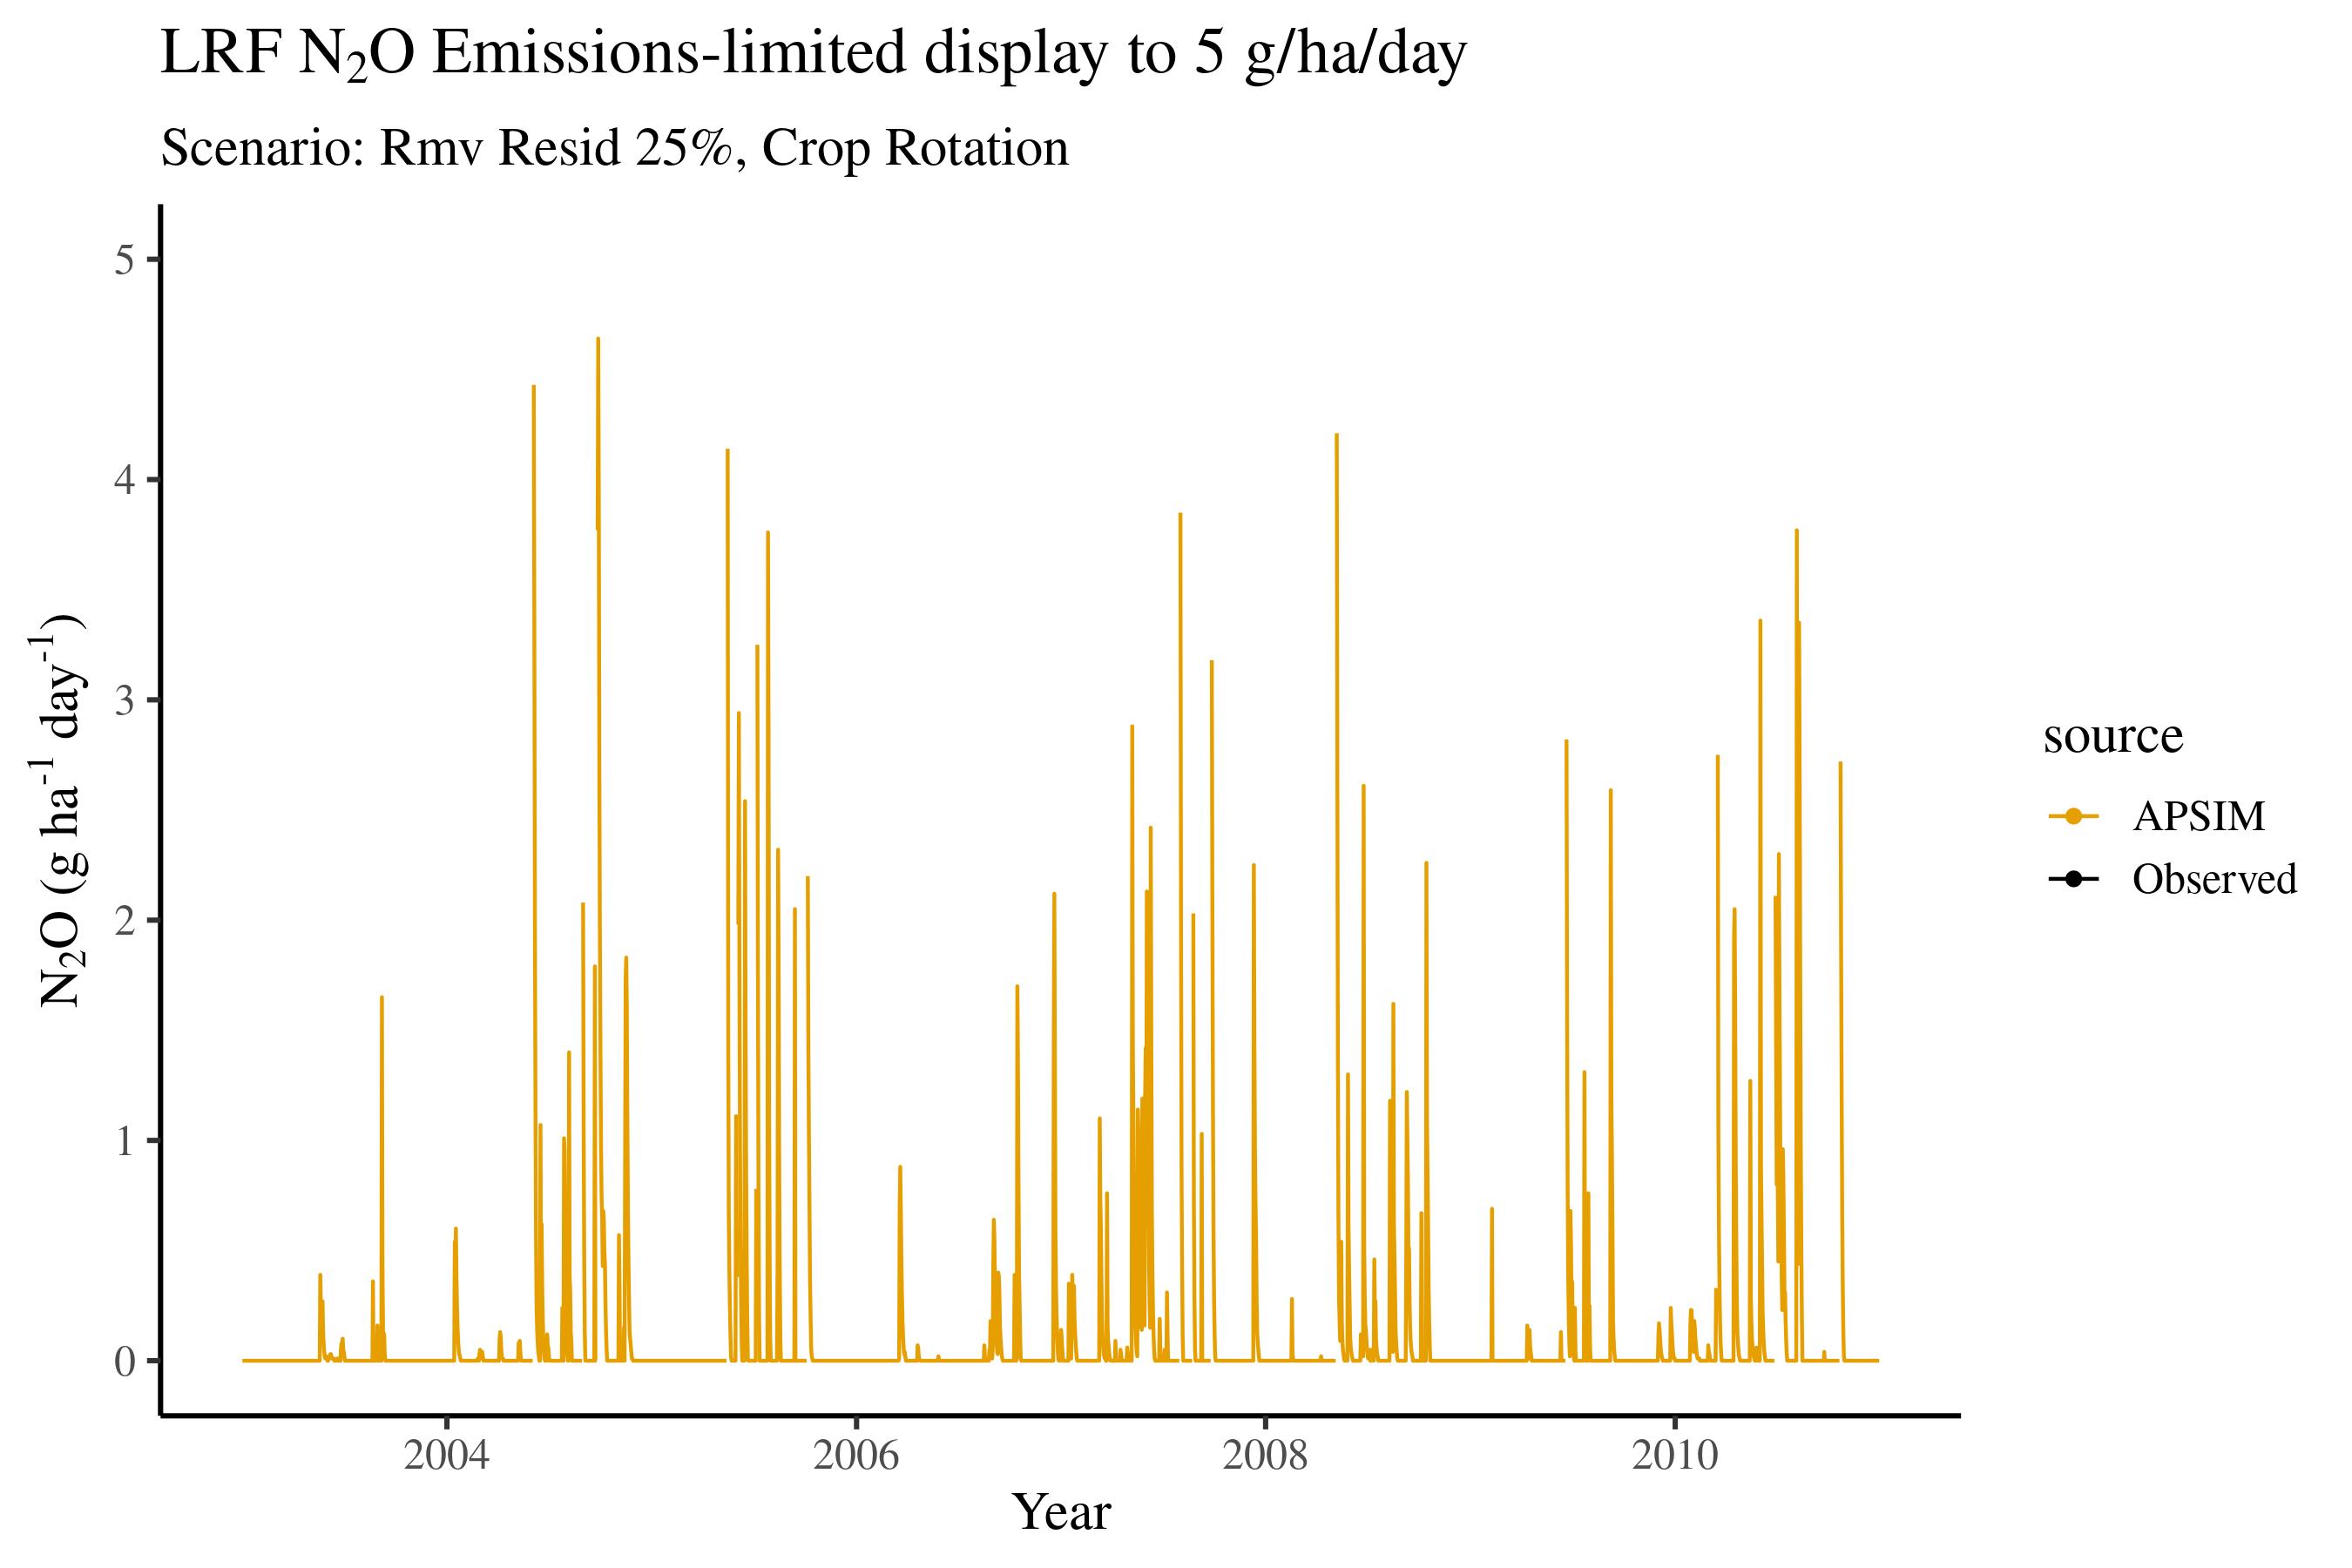 LRF N₂O Emissions-limited display to 5 g/ha/day
Scenario: Rmv Resid 25%, Crop Rotation
N₂O (g ha⁻¹ day⁻¹)
5
4
3
2
1
0
2004 2006 2008 2010
Year
source
APSIM
Observed